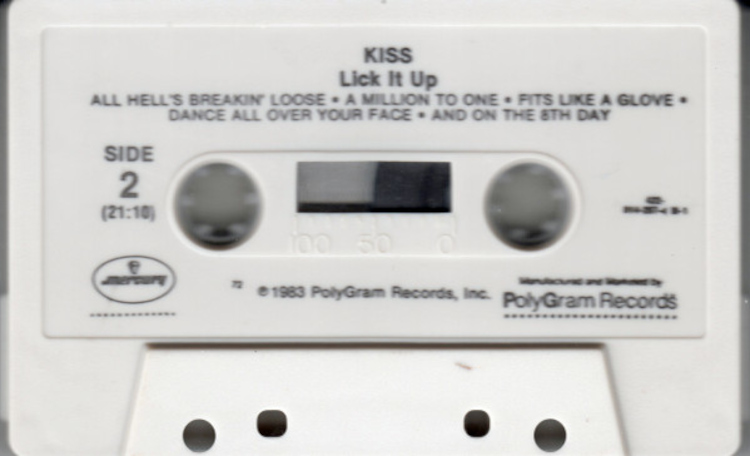 KISS
Lick It Up
ALL HELL'S BREAKIN' LOOSE • A MILLION TO ONE • FITS LIKE A GLOVE •
DANCE ALL OVER YOUR FACE • AND ON THE 8TH DAY
SIDE
2
(21:10)
100 50 0
mercury
72
℗1983 PolyGram Records, Inc.
Manufactured and Marketed by
PolyGram Records